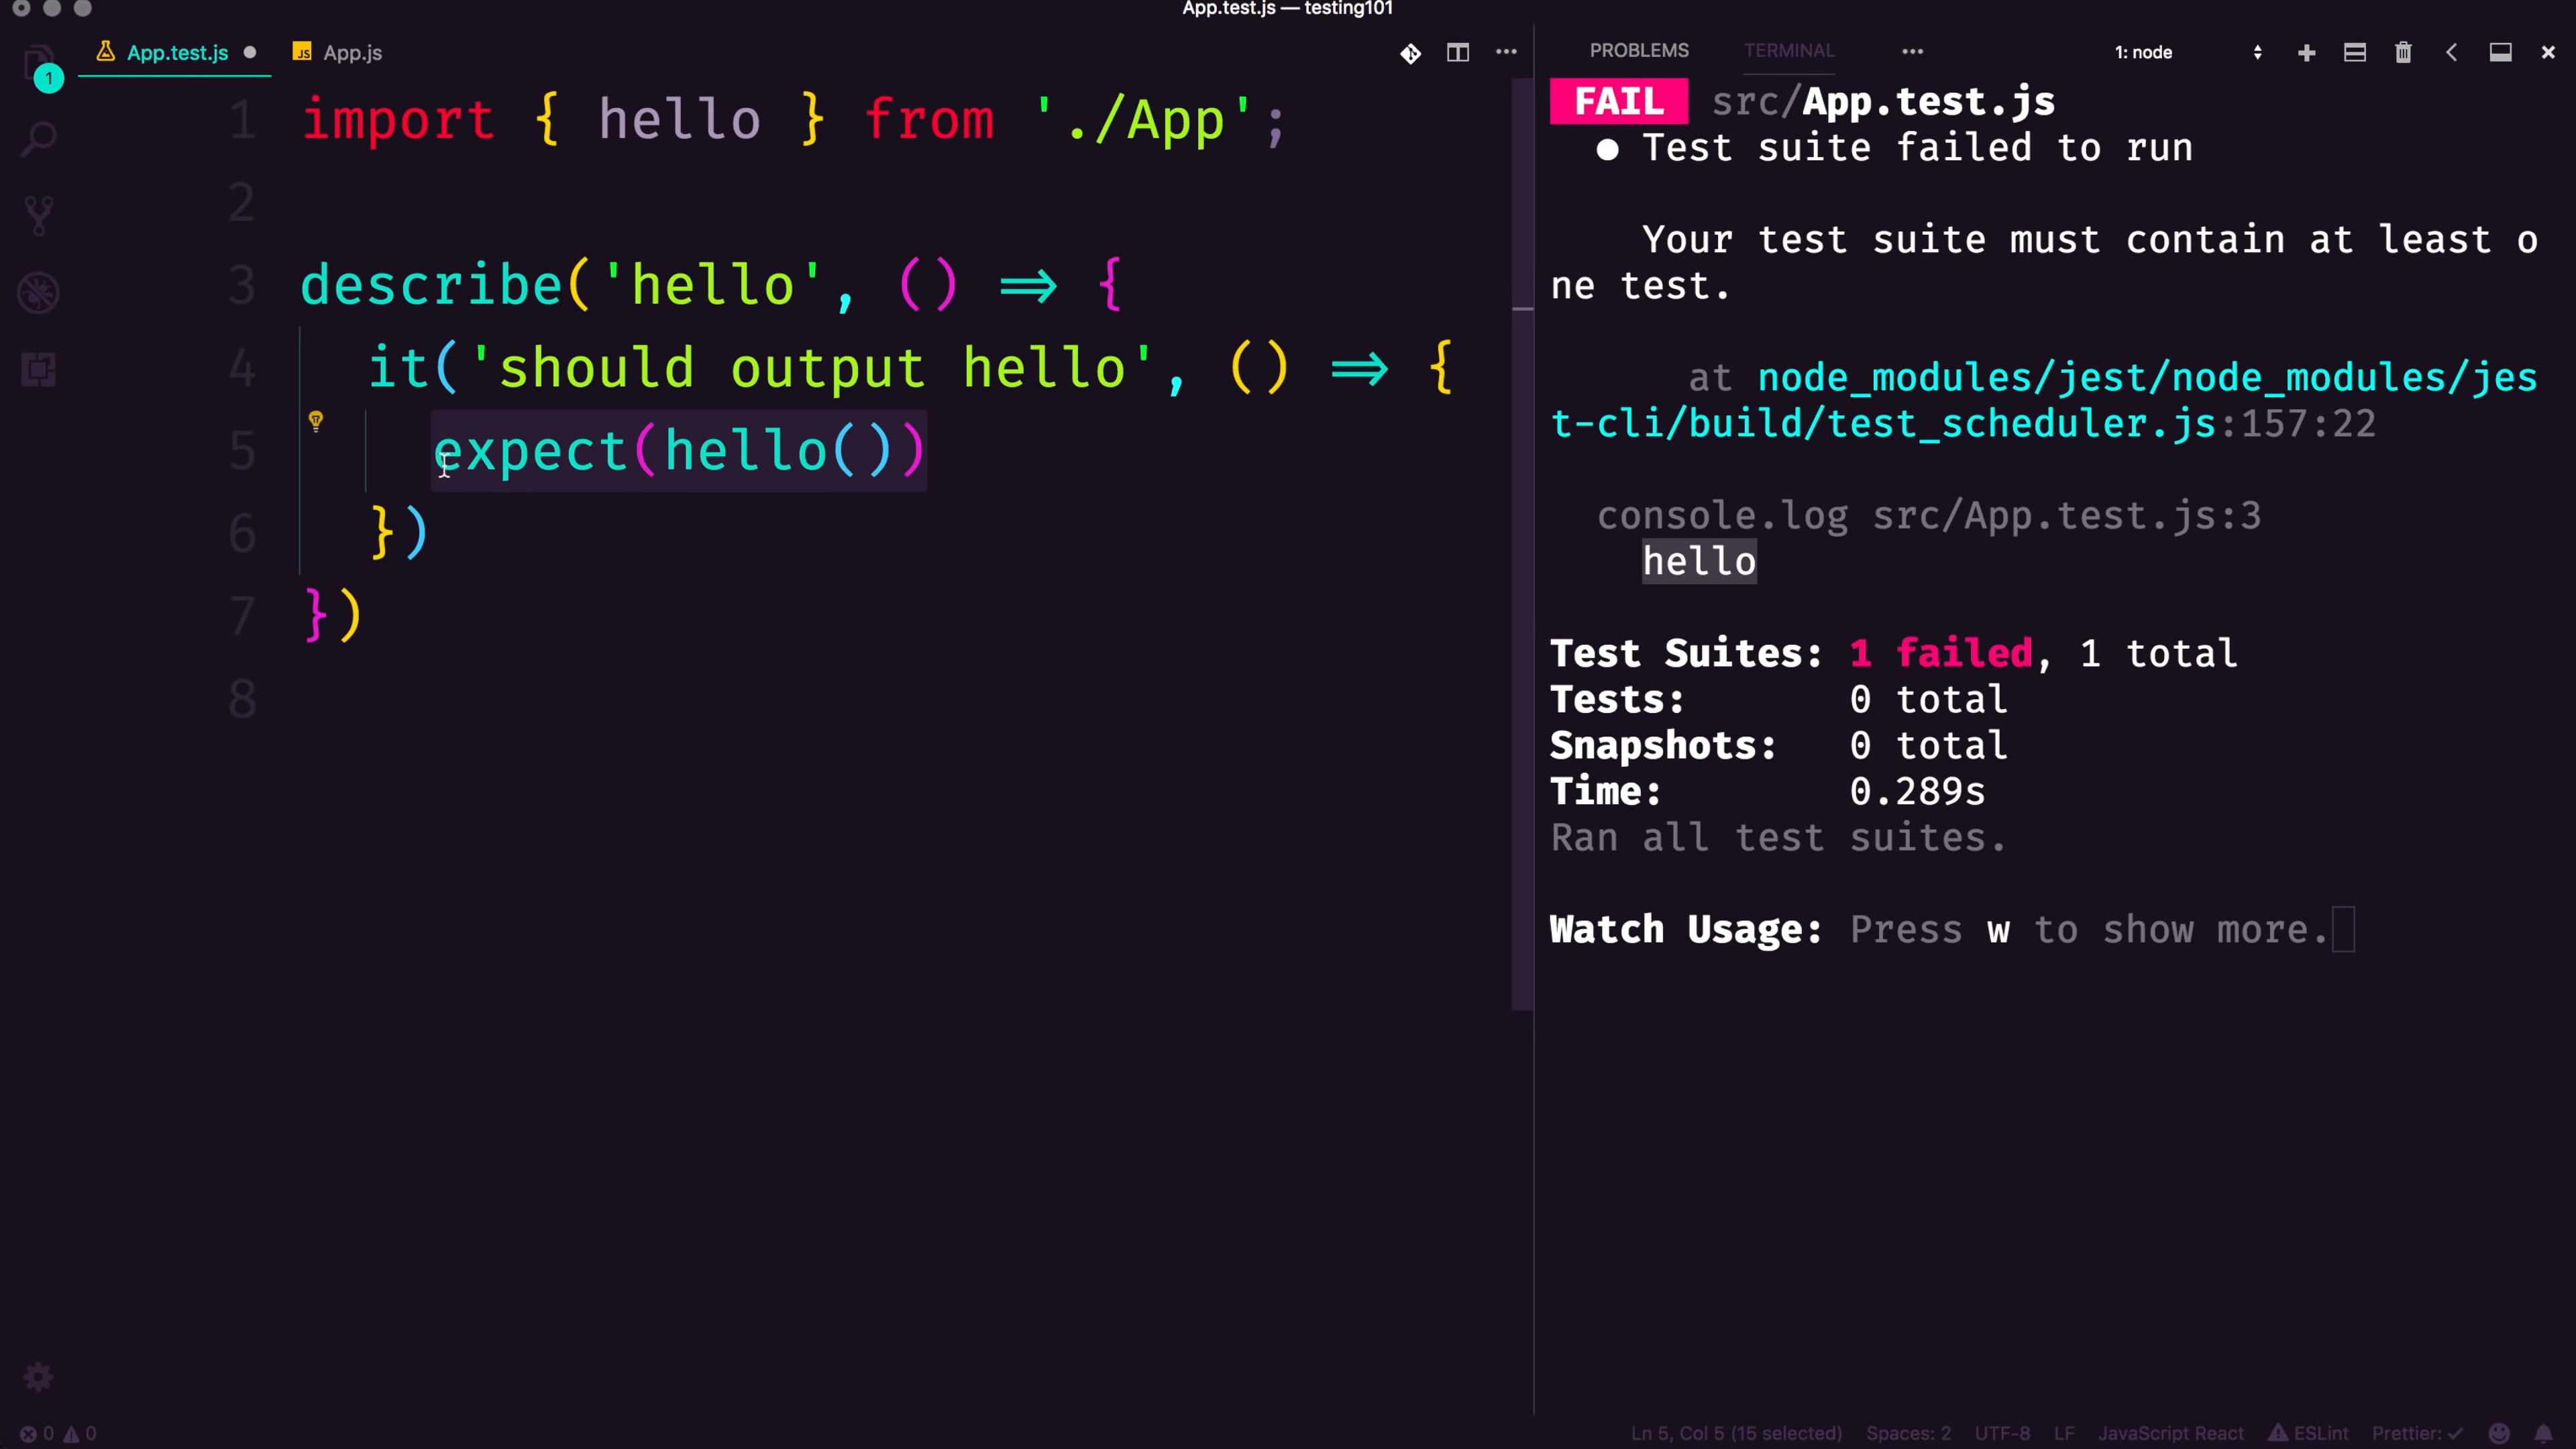 App.test.js — testing101
1
App.test.js
JS App.js
1 import { hello } from './App';
2
3 describe('hello', () => {
4 it('should output hello', () => {
5 expect(hello())
6 })
7 })
8
PROBLEMS TERMINAL 1: node
FAIL src/App.test.js
● Test suite failed to run
Your test suite must contain at least o
ne test.
at node_modules/jest/node_modules/jes
t-cli/build/test_scheduler.js:157:22
console.log src/App.test.js:3
hello
Test Suites: 1 failed, 1 total
Tests: 0 total
Snapshots: 0 total
Time: 0.289s
Ran all test suites.
Watch Usage: Press w to show more.
0 0 Ln 5, Col 5 (15 selected) Spaces: 2 UTF-8 LF JavaScript React ESLint Prettier: ✓